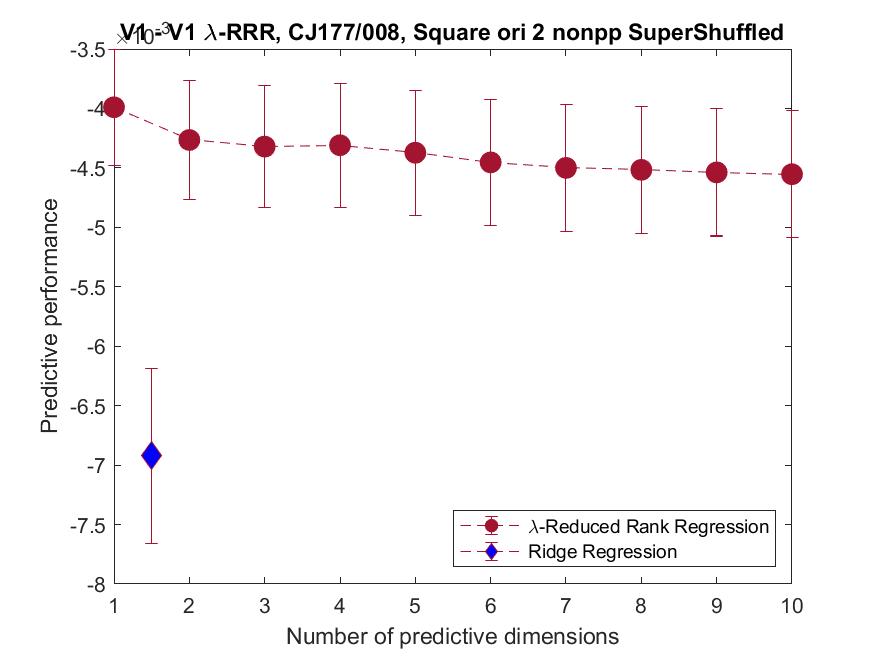 V1 - V1 λ-RRR, CJ177/008, Square ori 2 nonpp SuperShuffled
×10-3
-3.5
-4
-4.5
-5
-5.5
-6
-6.5
-7
-7.5
-8
Predictive performance
λ-Reduced Rank Regression
Ridge Regression
1 2 3 4 5 6 7 8 9 10
Number of predictive dimensions